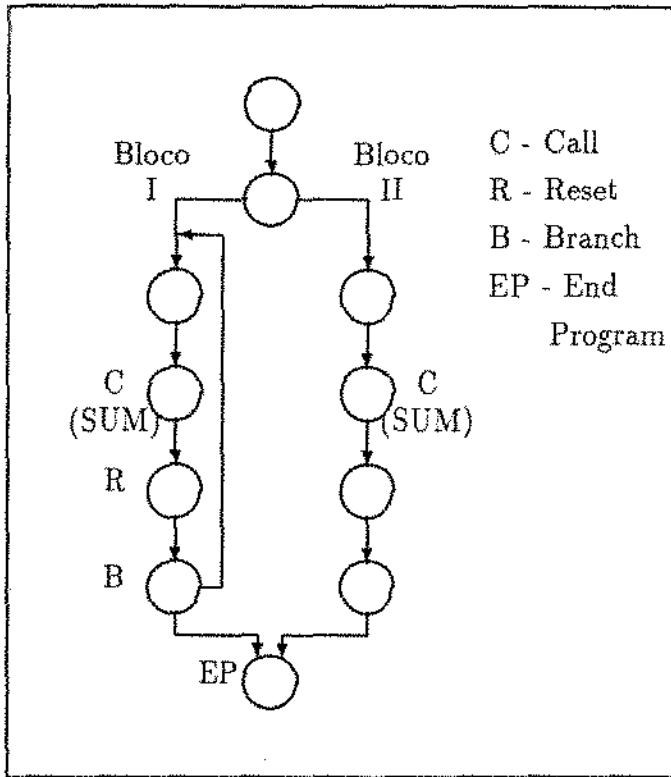 Bloco
I
Bloco
II
C - Call
R - Reset
B - Branch
EP - End
Program
C
(SUM)
C
(SUM)
R
B
EP